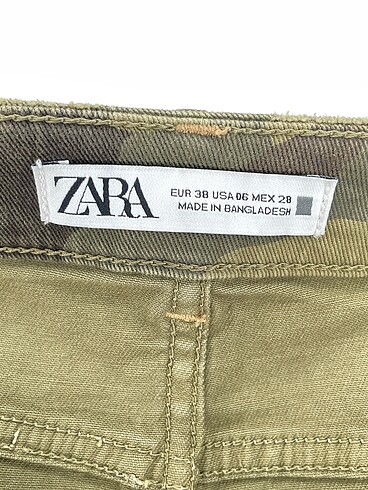 ZARA
EUR 38 USA 06 MEX 28
MADE IN BANGLADESH